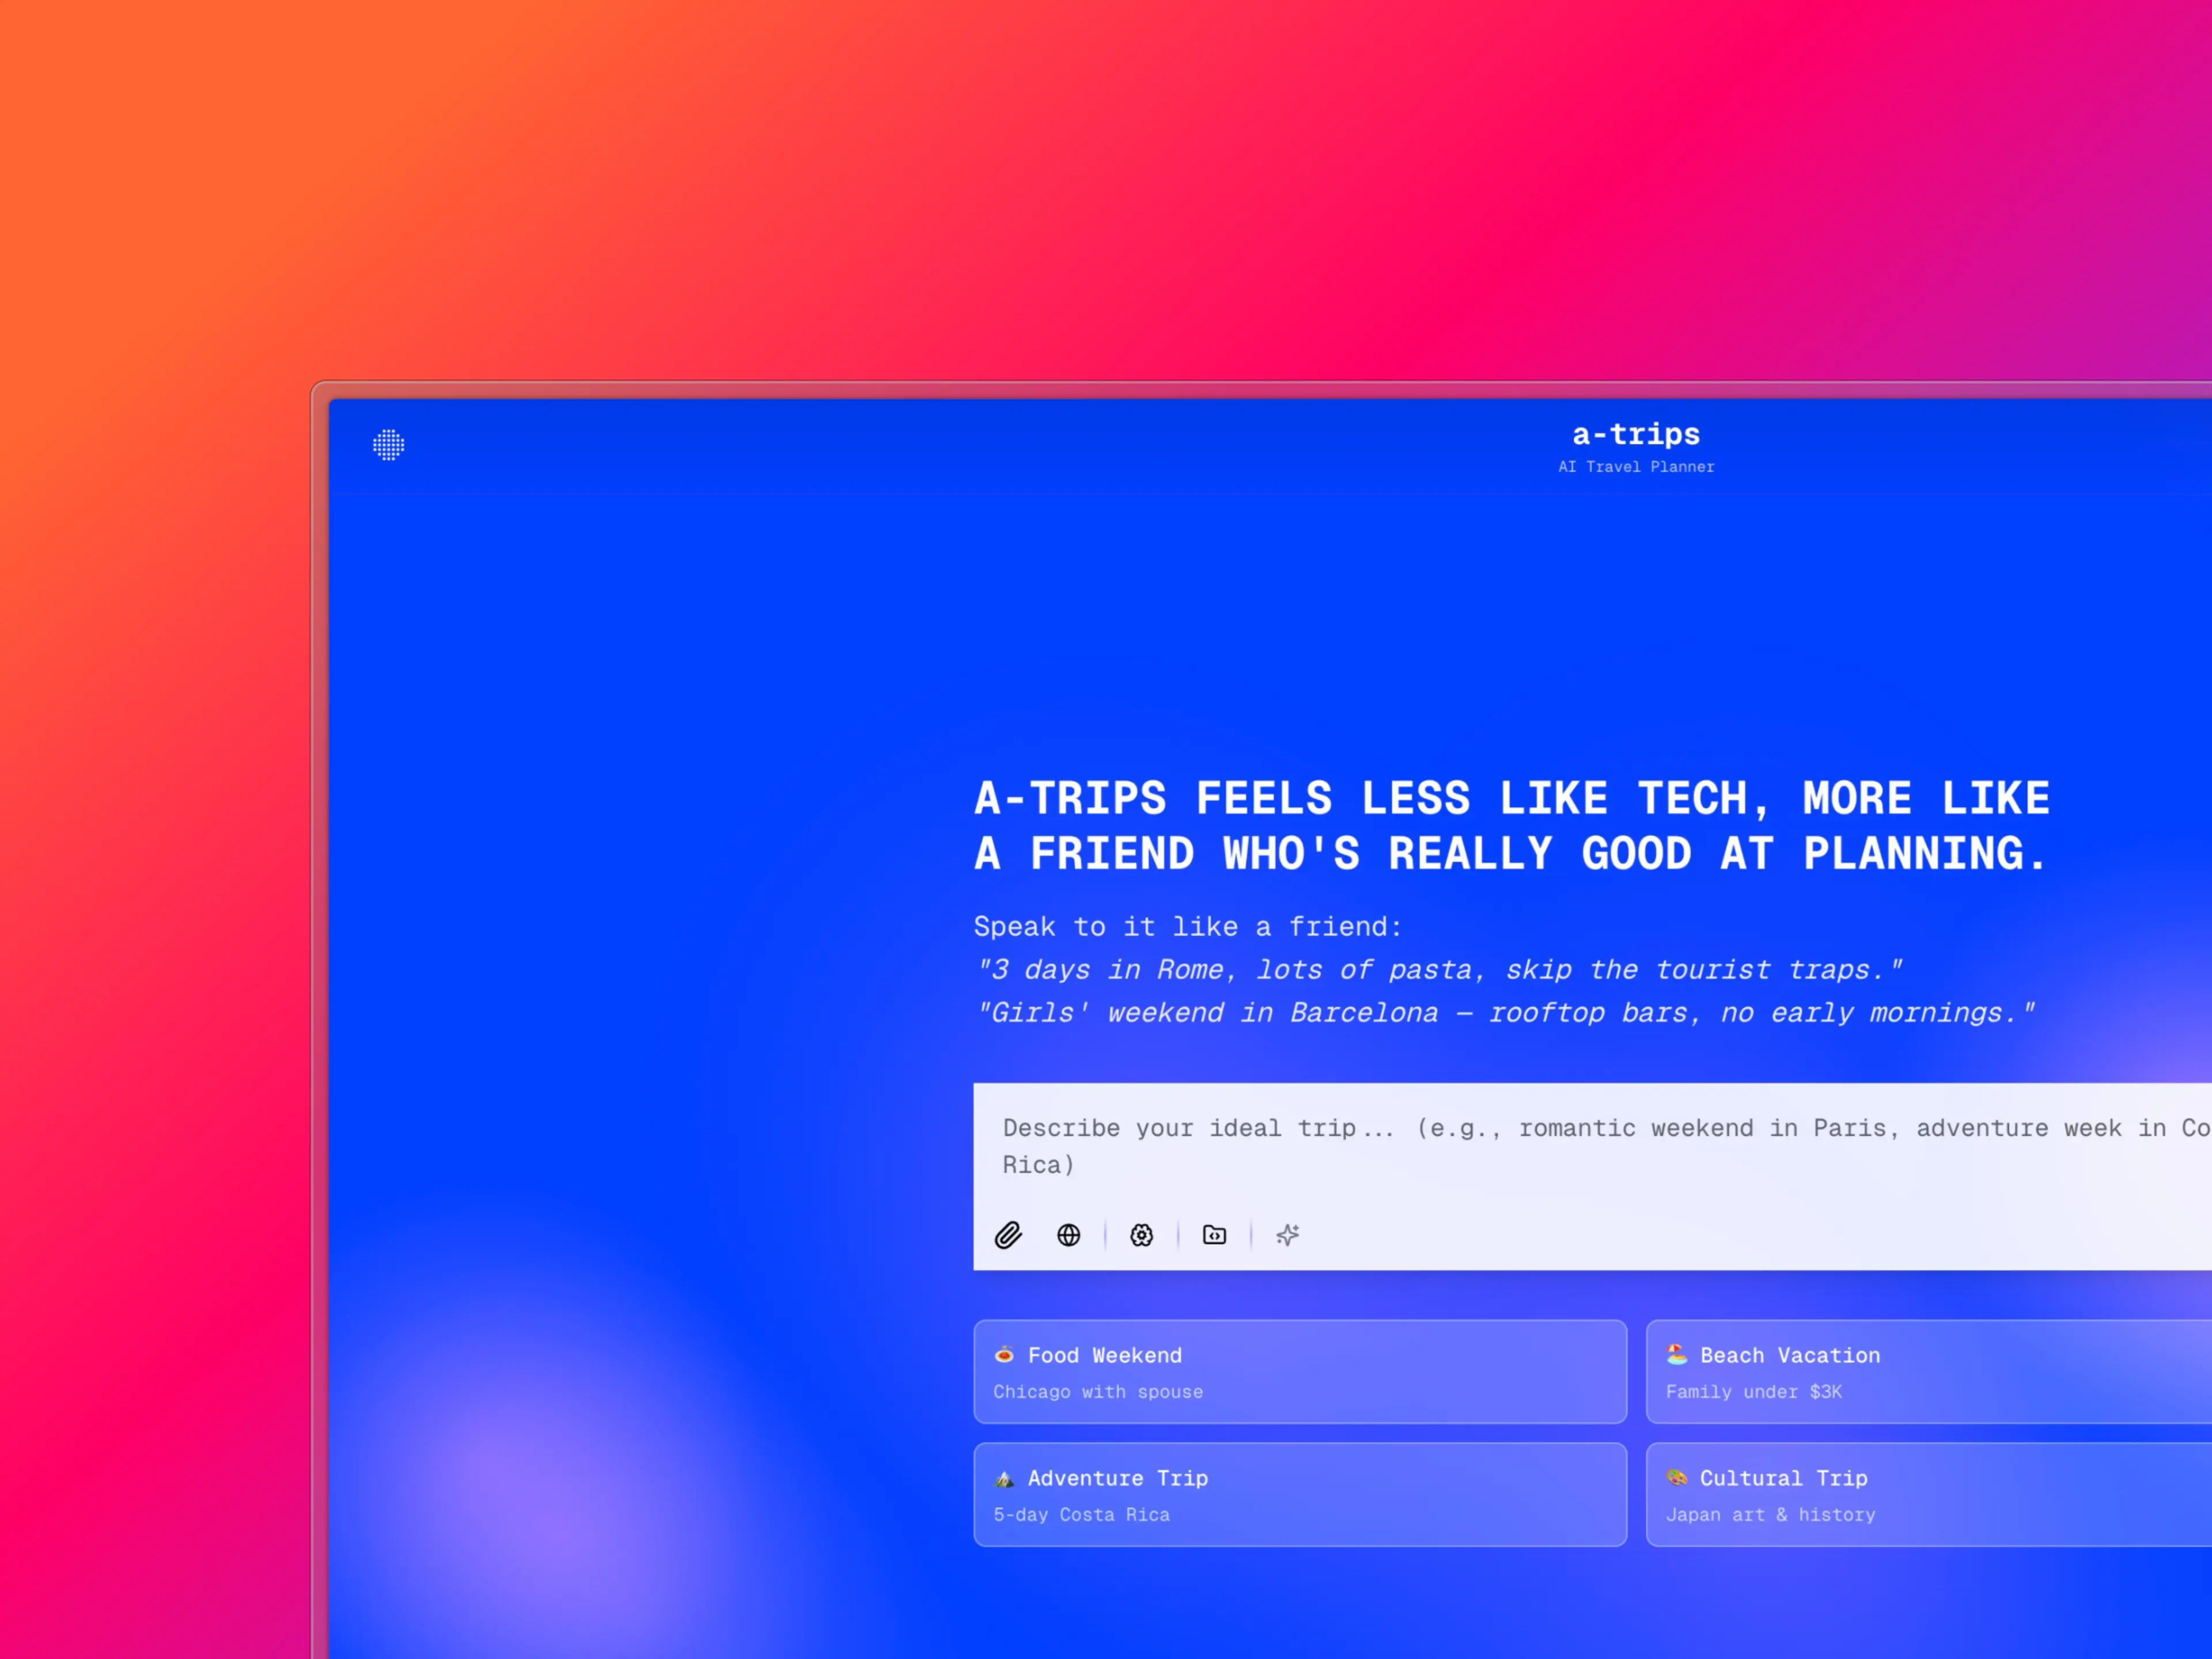 a-trips
AI Travel Planner
A-TRIPS FEELS LESS LIKE TECH, MORE LIKE
A FRIEND WHO'S REALLY GOOD AT PLANNING.
Speak to it like a friend:
"3 days in Rome, lots of pasta, skip the tourist traps."
"Girls' weekend in Barcelona — rooftop bars, no early mornings."
Describe your ideal trip... (e.g., romantic weekend in Paris, adventure week in Co
Rica)
Food Weekend
Chicago with spouse
Beach Vacation
Family under $3K
Adventure Trip
5-day Costa Rica
Cultural Trip
Japan art & history